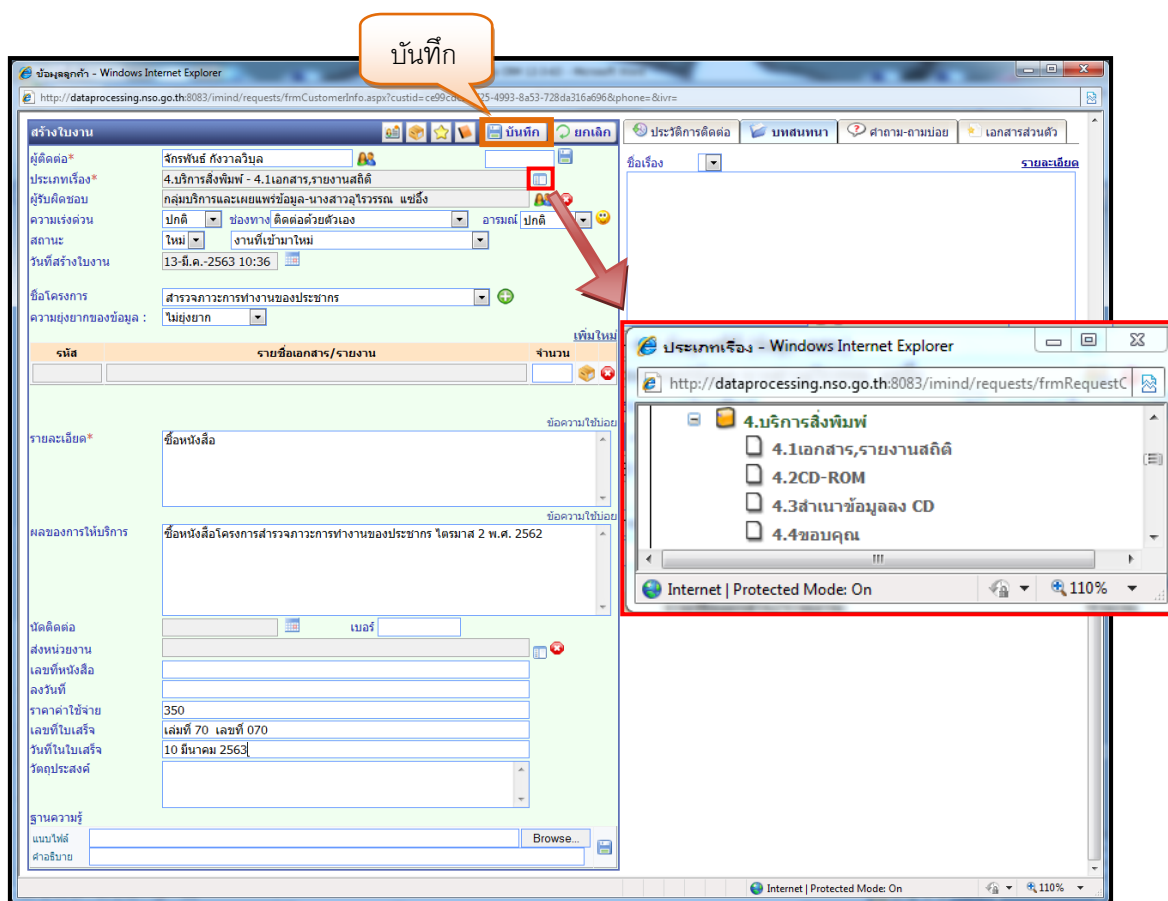 บันทึก
ข้อมูลลูกค้า - Windows Internet Explorer
สร้างใบงาน
บันทึก
ยกเลิก
ประวัติการติดต่อ
บทสนทนา
คำถาม-ถามบ่อย
เอกสารส่วนตัว
ผู้ติดต่อ*
จักรพันธ์ กังวาลวิบุล
ชื่อเรื่อง
รายละเอียด
ประเภทเรื่อง*
4.บริการสิ่งพิมพ์ - 4.1เอกสาร,รายงานสถิติ
ผู้รับผิดชอบ
กลุ่มบริการและเผยแพร่ข้อมูล-นางสาวอุไรวรรณ แซ่อึ้ง
ความเร่งด่วน
ปกติ
ช่องทาง
ติดต่อด้วยตัวเอง
อารมณ์
ปกติ
สถานะ
ใหม่
งานที่เข้ามาใหม่
วันที่สร้างใบงาน
13-มี.ค.-2563 10:36
ชื่อโครงการ
สำรวจภาวะการทำงานของประชากร
ความยุ่งยากของข้อมูล :
ไม่ยุ่งยาก
เพิ่มใหม่
รหัส
รายชื่อเอกสาร/รายงาน
จำนวน
ข้อความใช้บ่อย
รายละเอียด*
ซื้อหนังสือ
ข้อความใช้บ่อย
ผลของการให้บริการ
ซื้อหนังสือโครงการสำรวจภาวะการทำงานของประชากร ไตรมาส 2 พ.ศ. 2562
นัดติดต่อ
เบอร์
ส่งหน่วยงาน
เลขที่หนังสือ
ลงวันที่
ราคาค่าใช้จ่าย
350
เลขที่ใบเสร็จ
เล่มที่ 70 เลขที่ 070
วันที่ในใบเสร็จ
10 มีนาคม 2563
วัตถุประสงค์
ฐานความรู้
แนบไฟล์
Browse...
คำอธิบาย
Internet | Protected Mode: On
110%
ประเภทเรื่อง - Windows Internet Explorer
http://dataprocessing.nso.go.th:8083/imind/requests/frmRequestC
4.บริการสิ่งพิมพ์
4.1เอกสาร,รายงานสถิติ
4.2CD-ROM
4.3สำเนาข้อมูลลง CD
4.4ขอบคุณ
Internet | Protected Mode: On
110%